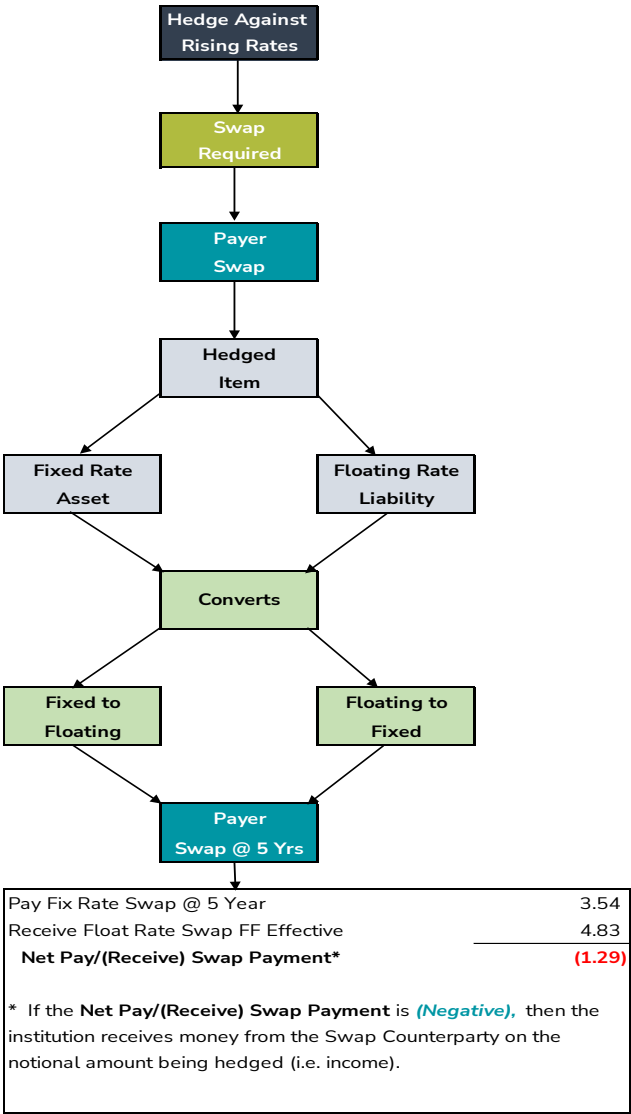 Hedge Against
Rising Rates
Swap
Required
Payer
Swap
Hedged
Item
Fixed Rate
Asset
Floating Rate
Liability
Converts
Fixed to
Floating
Floating to
Fixed
Payer
Swap @ 5 Yrs
Pay Fix Rate Swap @ 5 Year 3.54
Receive Float Rate Swap FF Effective 4.83
Net Pay/(Receive) Swap Payment* (1.29)
* If the Net Pay/(Receive) Swap Payment is (Negative), then the
institution receives money from the Swap Counterparty on the
notional amount being hedged (i.e. income).